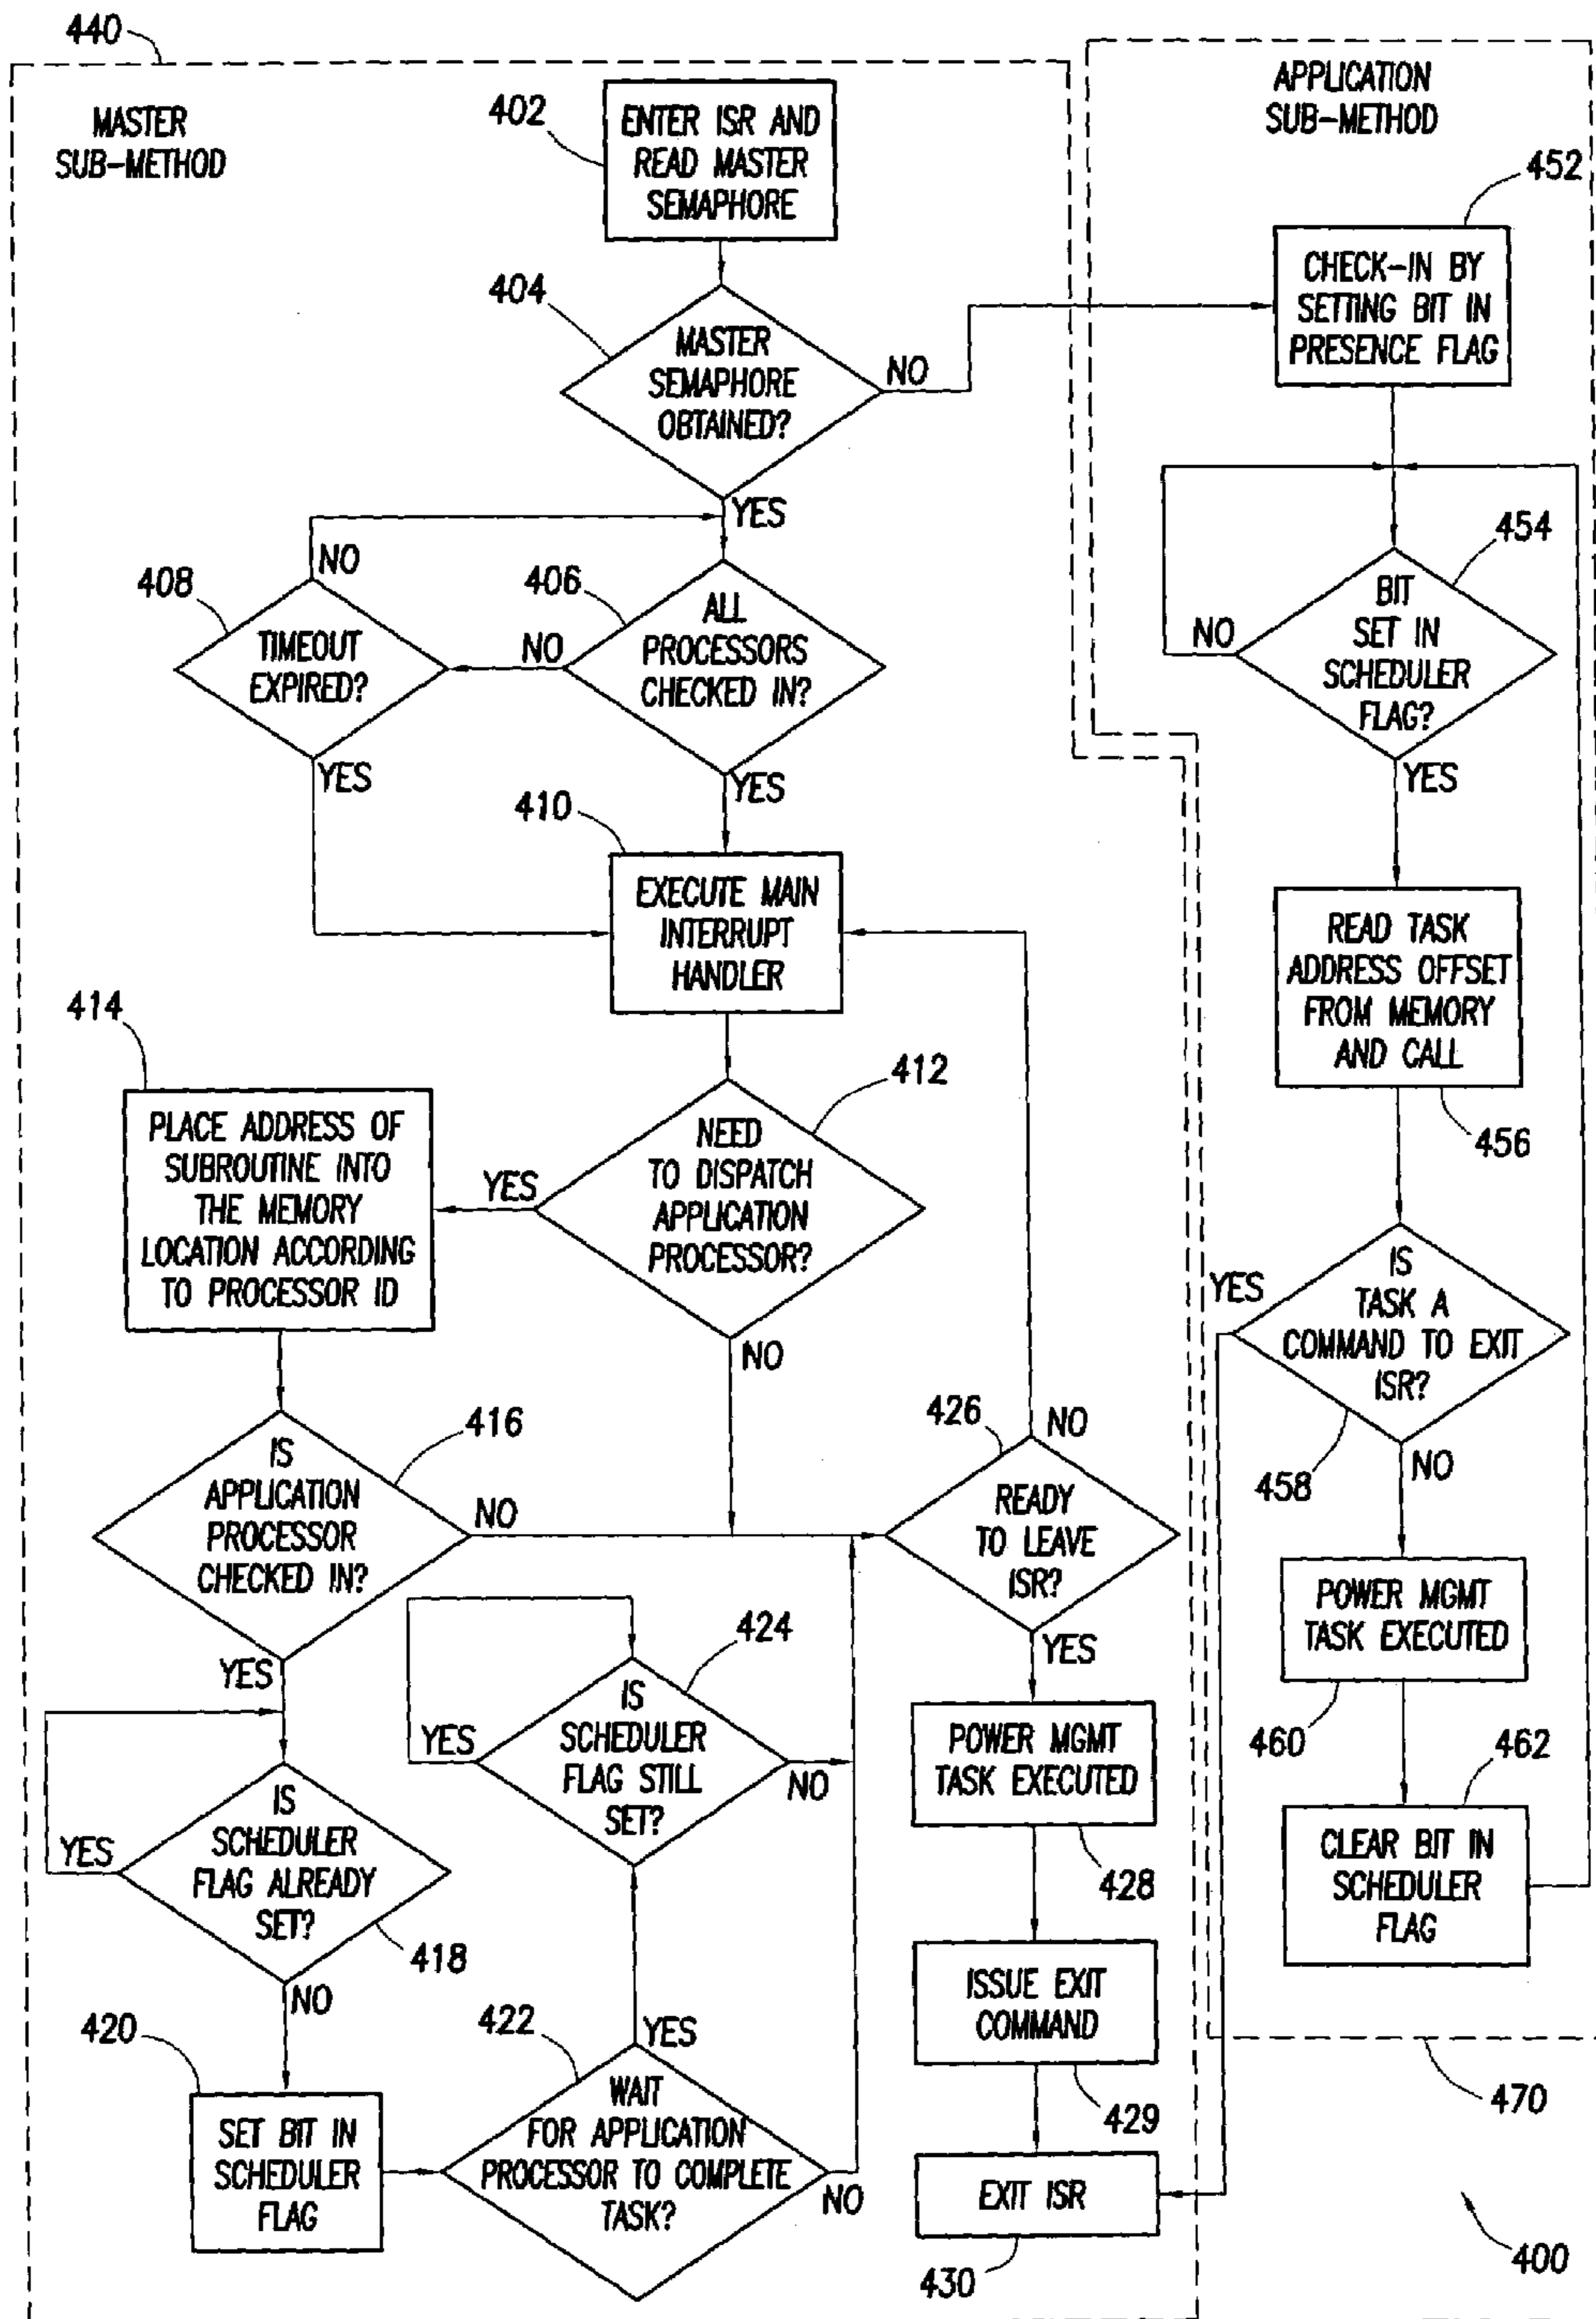 440
MASTER
SUB-METHOD
402
ENTER ISR AND
READ MASTER
SEMAPHORE
404
MASTER
SEMAPHORE
OBTAINED?
NO
YES
408
TIMEOUT
EXPIRED?
NO
YES
406
ALL
PROCESSORS
CHECKED IN?
NO
YES
410
EXECUTE MAIN
INTERRUPT
HANDLER
412
NEED
TO DISPATCH
APPLICATION
PROCESSOR?
YES
NO
414
PLACE ADDRESS OF
SUBROUTINE INTO
THE MEMORY
LOCATION ACCORDING
TO PROCESSOR ID
416
IS
APPLICATION
PROCESSOR
CHECKED IN?
NO
YES
IS
SCHEDULER
FLAG ALREADY
SET?
YES
418
NO
420
SET BIT IN
SCHEDULER
FLAG
422
WAIT
FOR APPLICATION
PROCESSOR TO COMPLETE
TASK?
YES
NO
424
IS
SCHEDULER
FLAG STILL
SET?
YES
NO
426
READY
TO LEAVE
ISR?
NO
YES
POWER MGMT
TASK EXECUTED
428
ISSUE EXIT
COMMAND
429
EXIT ISR
430
APPLICATION
SUB-METHOD
452
CHECK-IN BY
SETTING BIT IN
PRESENCE FLAG
454
BIT
SET IN
SCHEDULER
FLAG?
NO
YES
READ TASK
ADDRESS OFFSET
FROM MEMORY
AND CALL
456
IS
TASK A
COMMAND TO EXIT
ISR?
YES
458
NO
POWER MGMT
TASK EXECUTED
460
462
CLEAR BIT IN
SCHEDULER
FLAG
470
400